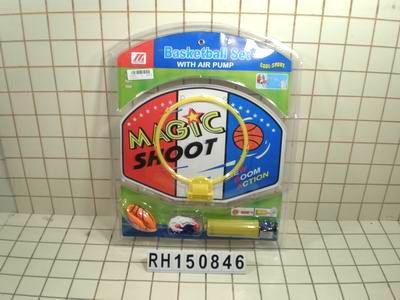 Basketball Set
WITH AIR PUMP
COOL SPORT
MAGIC
SHOOT
ROOM
ACTION
RH150846